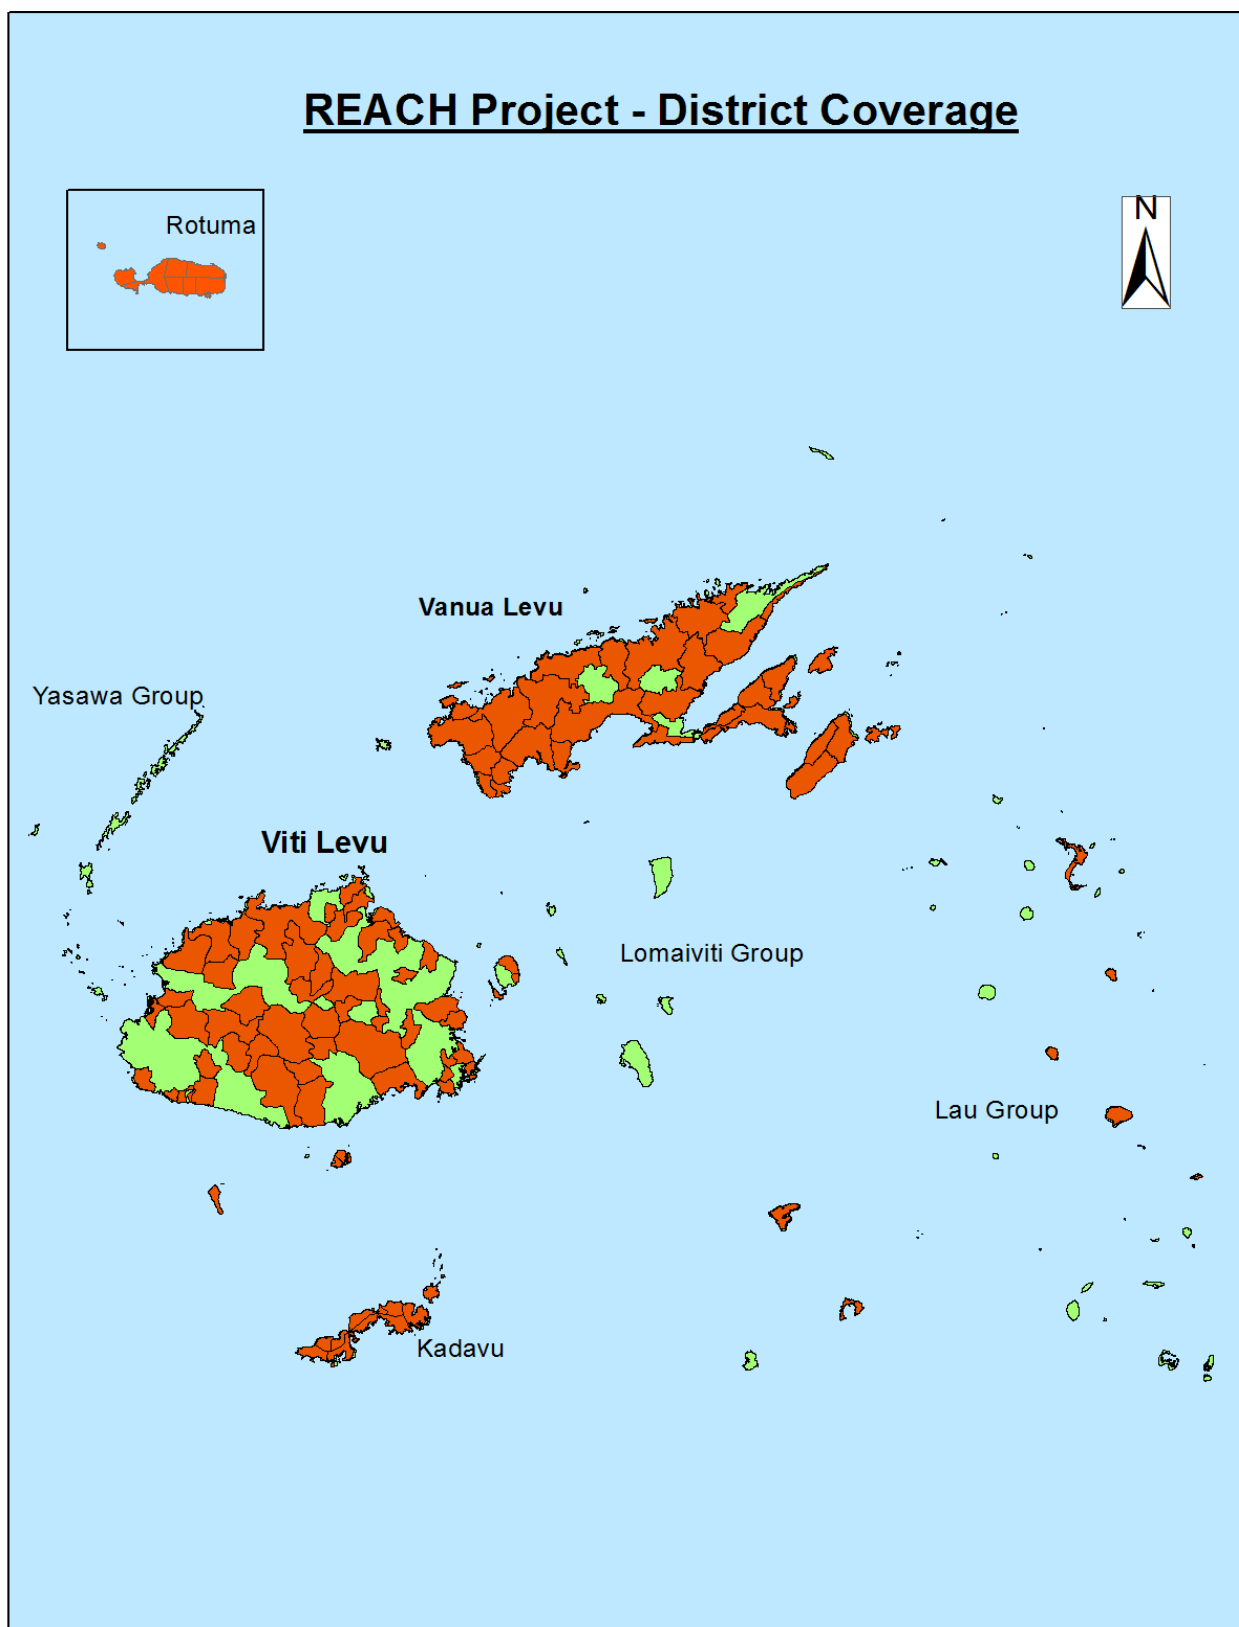 REACH Project - District Coverage
Rotuma
N
Vanua Levu
Yasawa Group
Viti Levu
Lomaiviti Group
Lau Group
Kadavu